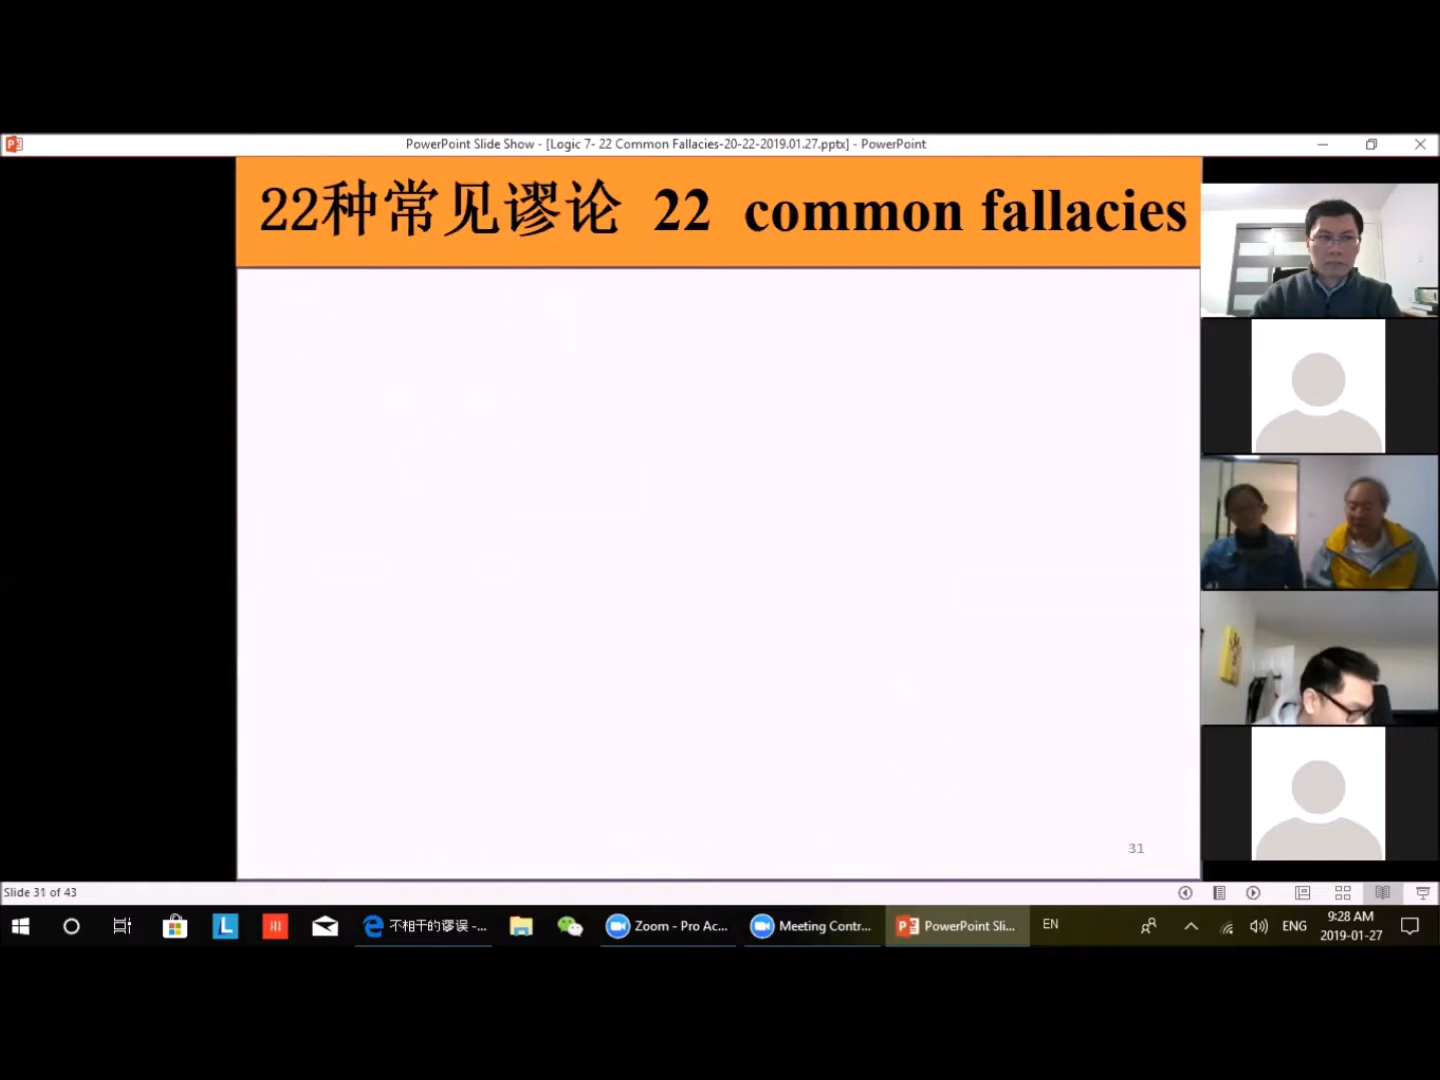 PowerPoint Slide Show - [Logic 7- 22 Common Fallacies-20-22-2019.01.27.pptx] - PowerPoint
22种常见谬论 22 common fallacies
31
Slide 31 of 43
不相干的谬误 -...
Zoom - Pro Ac...
Meeting Contr...
PowerPoint Sli...
EN
ENG
9:28 AM
2019-01-27